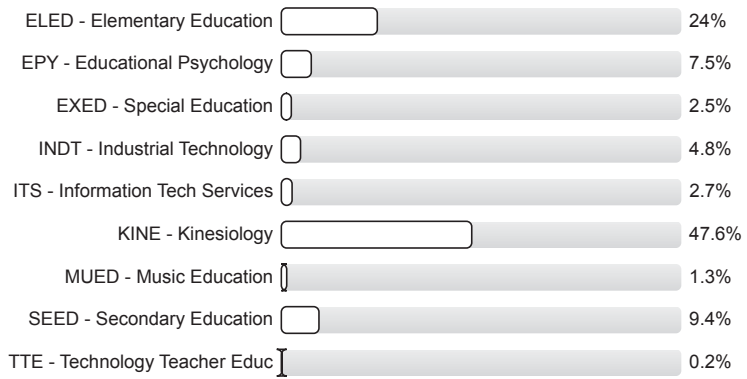 ELED - Elementary Education 24%
EPY - Educational Psychology 7.5%
EXED - Special Education 2.5%
INDT - Industrial Technology 4.8%
ITS - Information Tech Services 2.7%
KINE - Kinesiology 47.6%
MUED - Music Education 1.3%
SEED - Secondary Education 9.4%
TTE - Technology Teacher Educ 0.2%